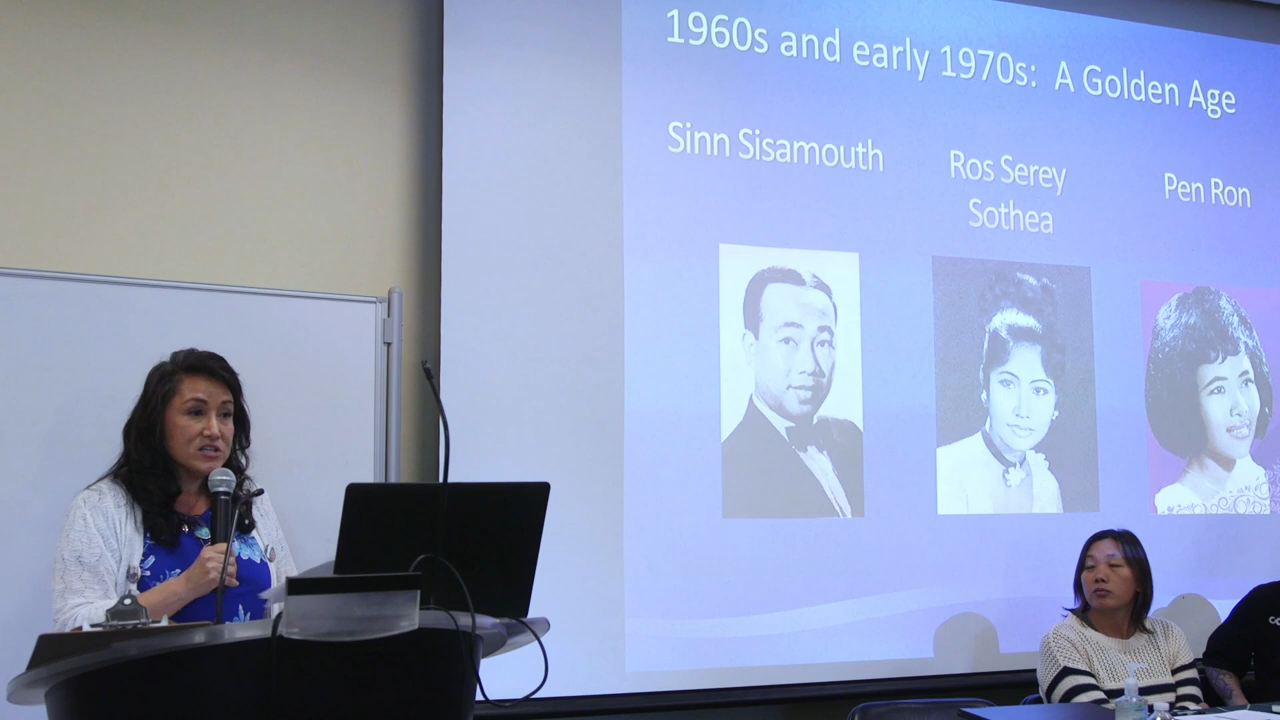 1960s and early 1970s: A Golden Age
Sinn Sisamouth
Ros Serey
Sothea
Pen Ron